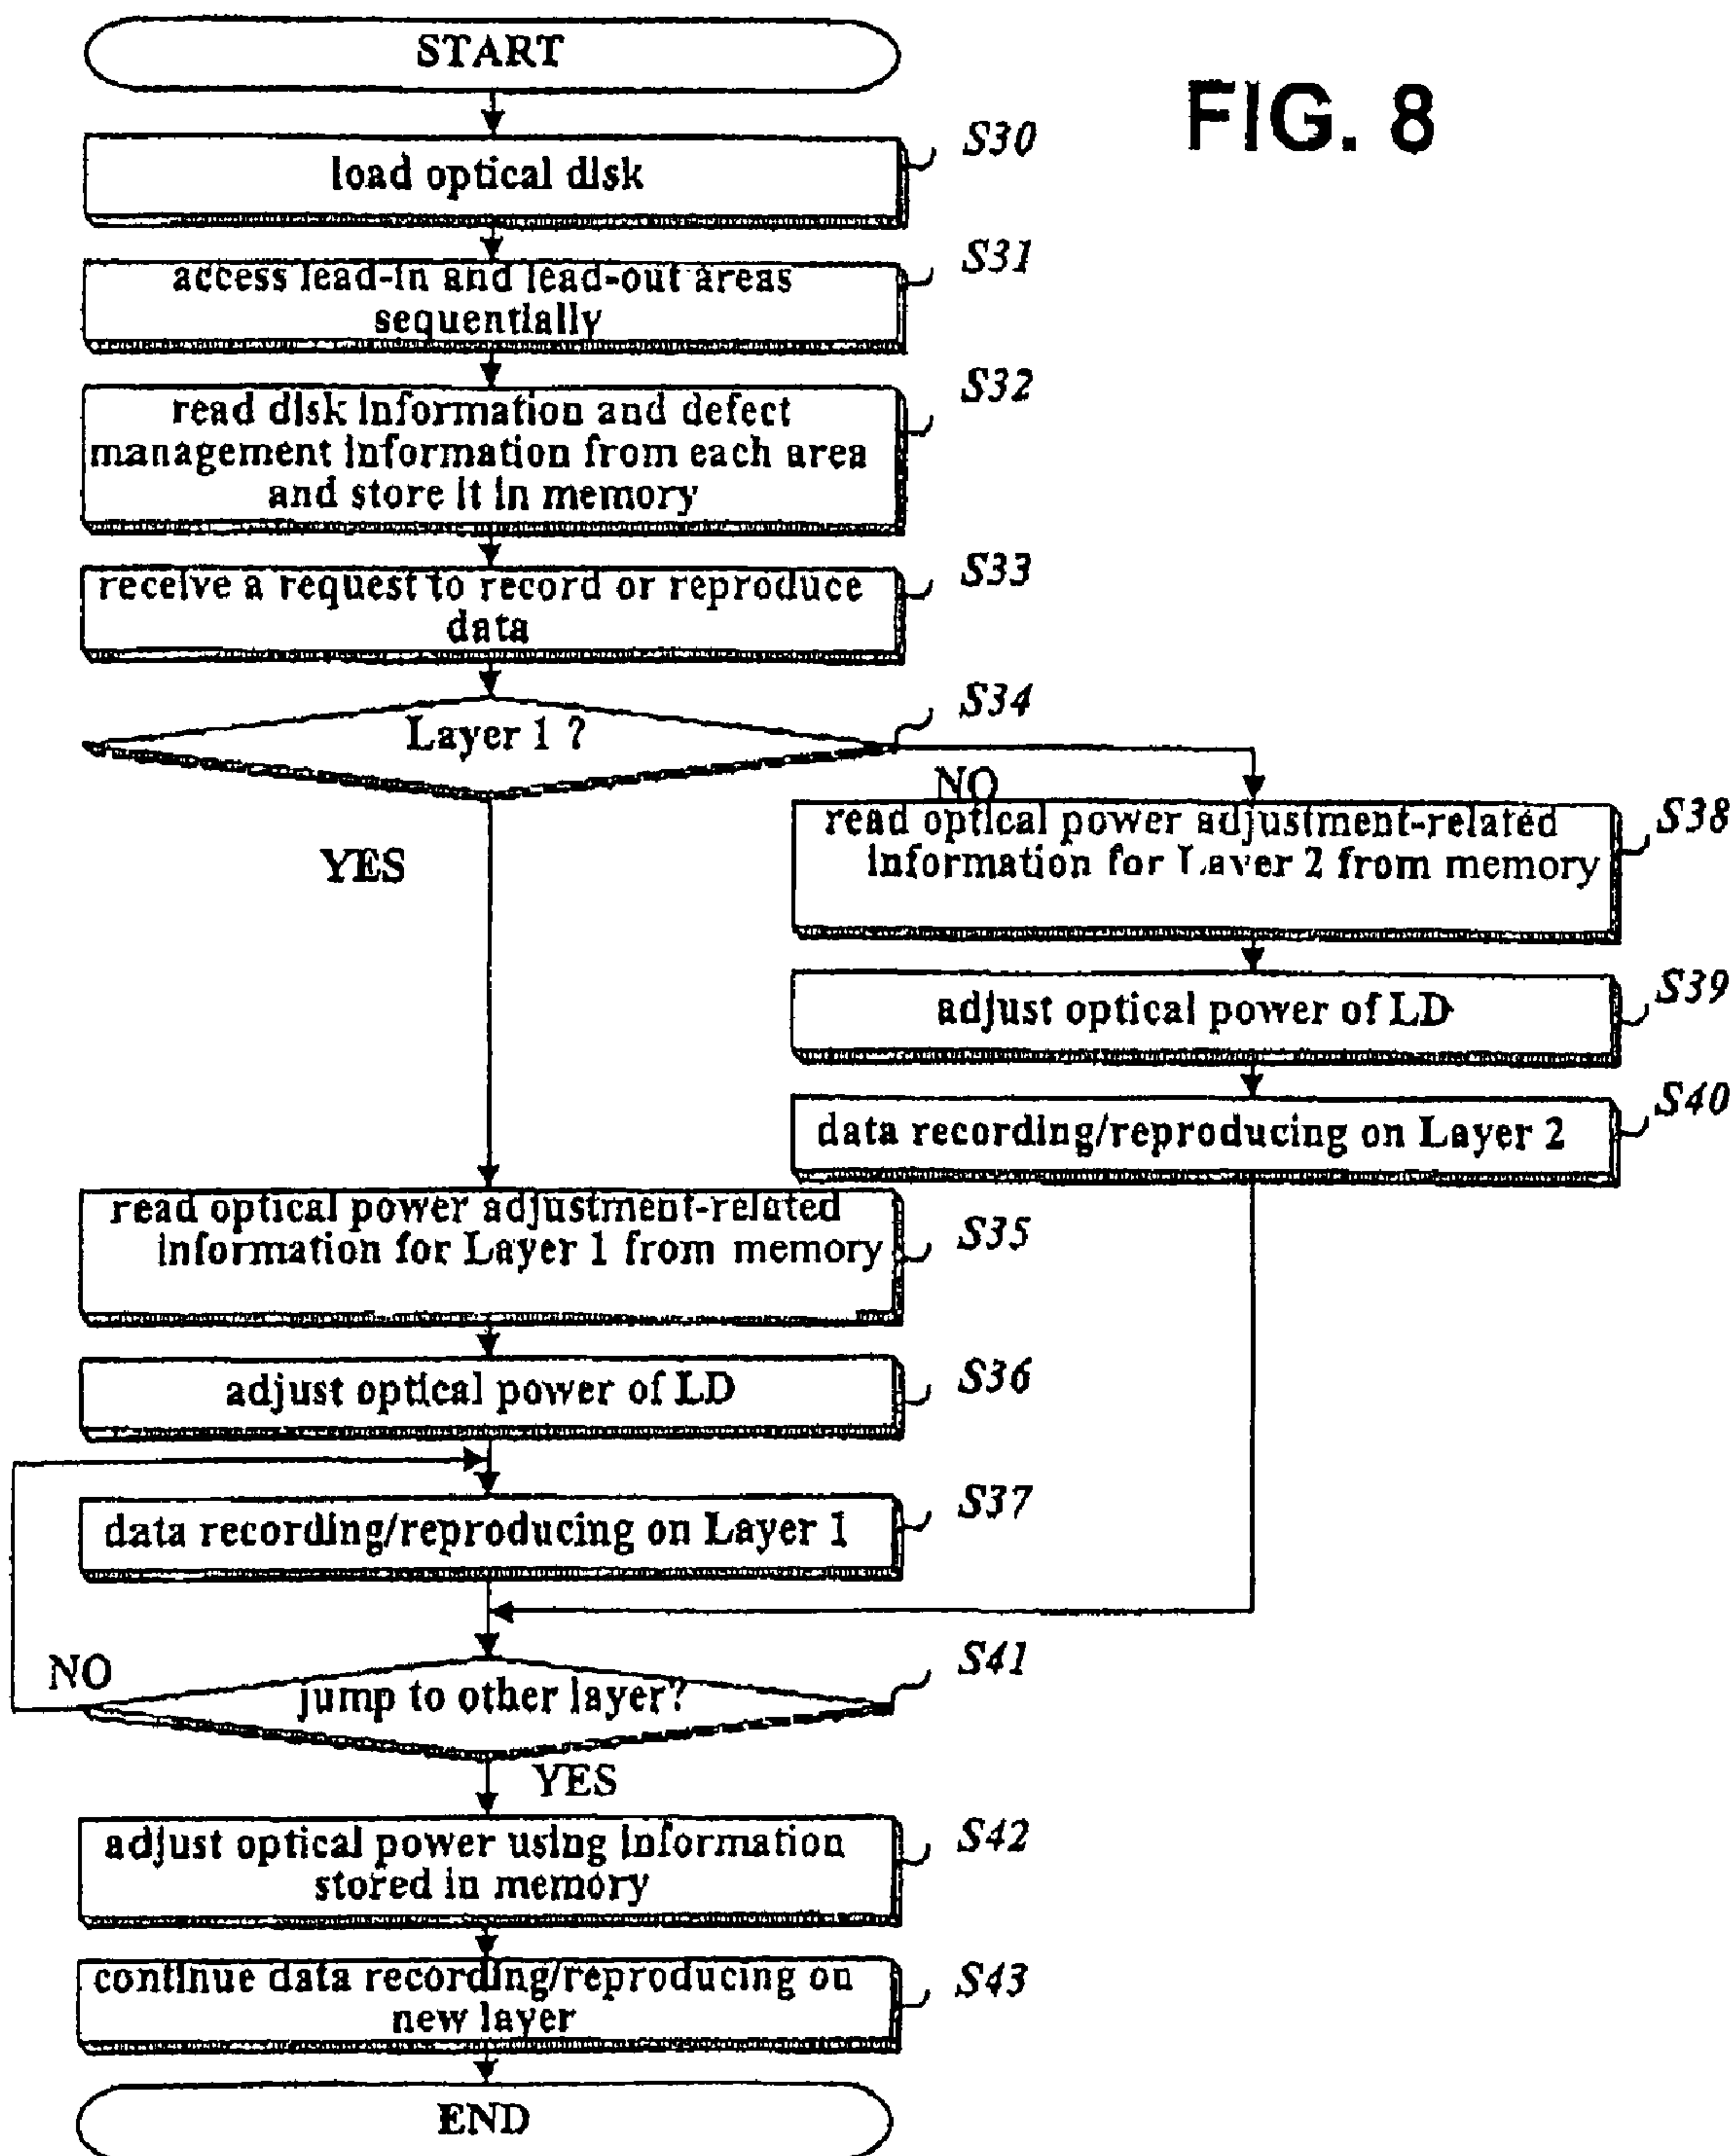 START
FIG. 8
S30
load optical disk
S31
access lead-in and lead-out areas
sequentially
S32
read disk information and defect
management information from each area
and store it in memory
S33
receive a request to record or reproduce
data
S34
Layer 1 ?
NO
YES
S38
read optical power adjustment-related
information for Layer 2 from memory
S39
adjust optical power of LD
S40
data recording/reproducing on Layer 2
read optical power adjustment-related
information for Layer 1 from memory
S35
S36
adjust optical power of LD
S37
data recording/reproducing on Layer 1
S41
NO
jump to other layer?
YES
S42
adjust optical power using information
stored in memory
S43
continue data recording/reproducing on
new layer
END